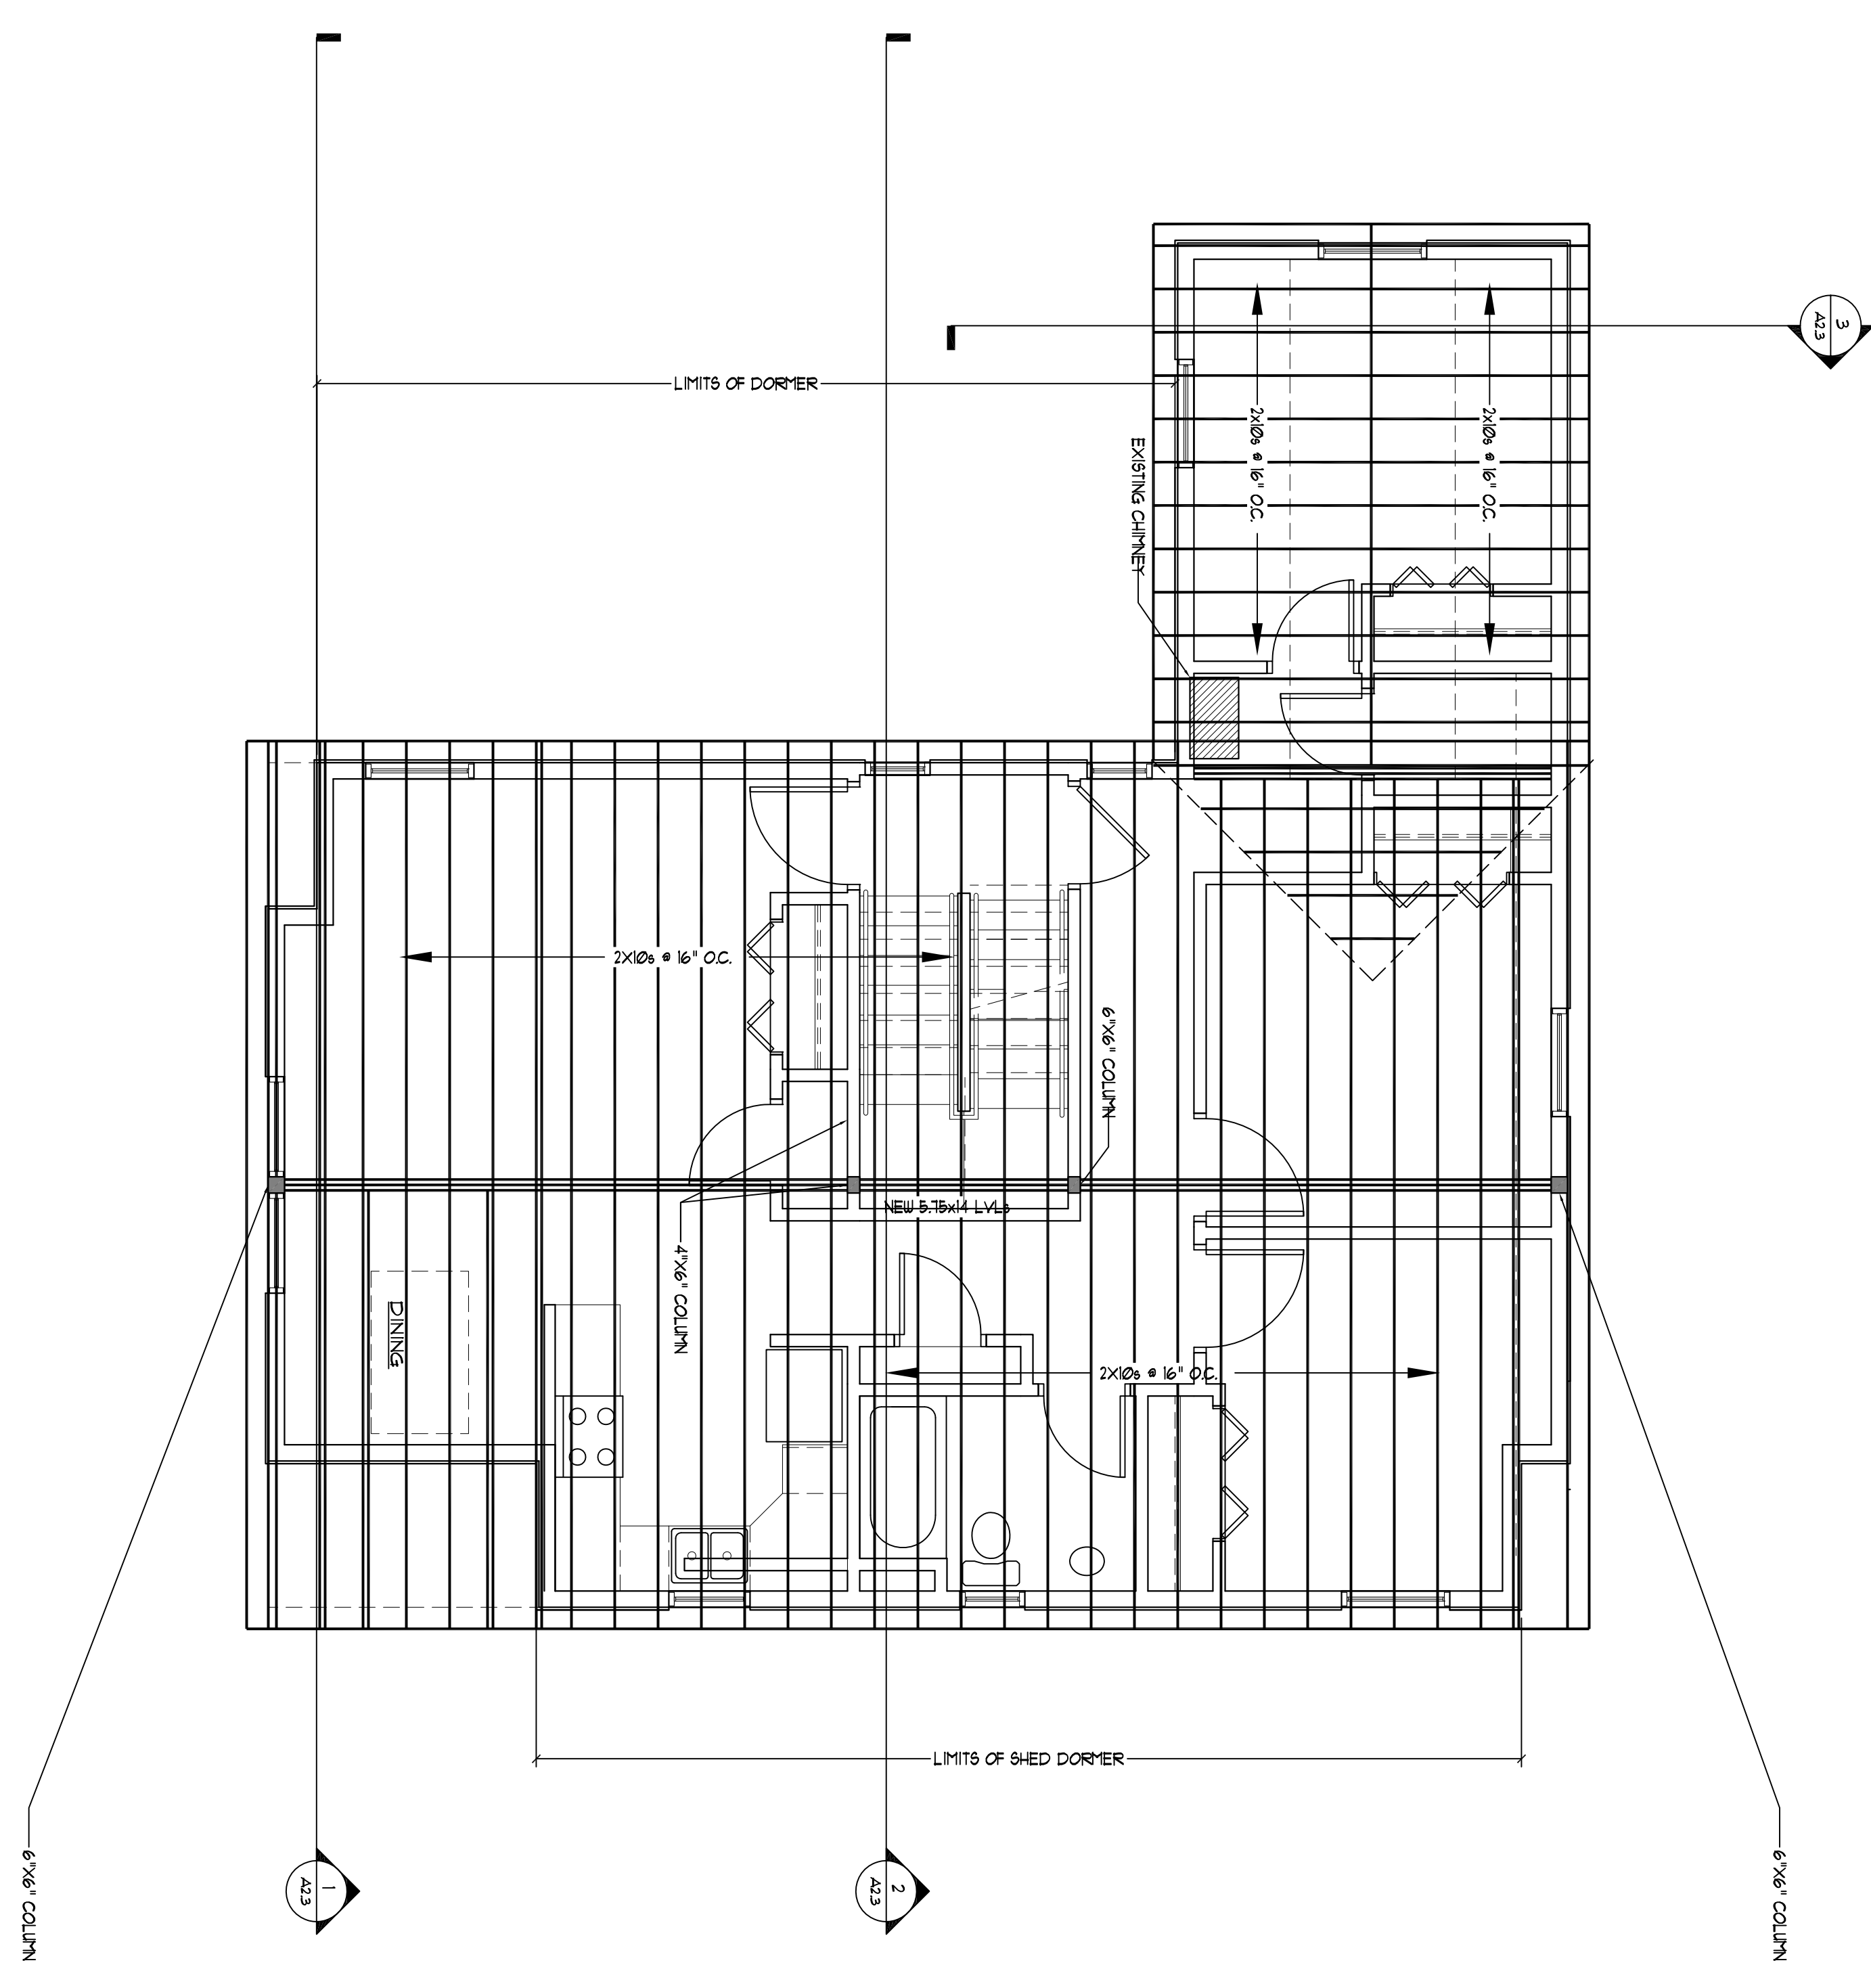 3
A2.3
LIMITS OF DORMER
2x10s @ 16" O.C.
2x10s @ 16" O.C.
EXISTING CHIMNEY
2X10s @ 16" O.C.
6"X6" COLUMN
NEW 5.75x14 LVLs
4"X6" COLUMN
DINING
2X10s @ 16" O.C.
LIMITS OF SHED DORMER
6"X6" COLUMN
1
A2.3
2
A2.3
6"X6" COLUMN